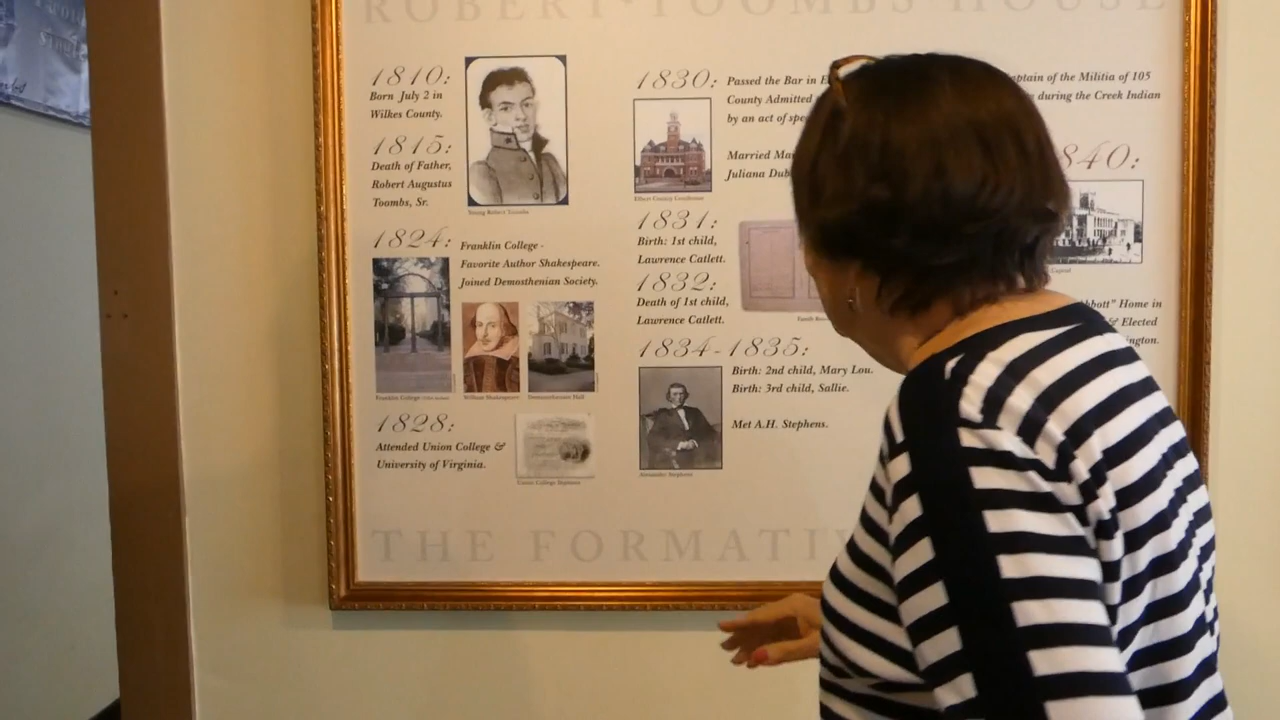 ROBERT TOOMBS HOUSE
1810:
Born July 2 in
Wilkes County.
Young Robert Toombs
1815:
Death of Father,
Robert Augustus
Toombs, Sr.
1824:
Franklin College -
Favorite Author Shakespeare.
Joined Demosthenian Society.
Franklin College
William Shakespeare
Demosthenian Hall
1828:
Attended Union College &
University of Virginia.
Union College Diploma
1830:
Passed the Bar in
County Admitted
by an act of
Elbert County Courthouse
Married
Juliana
1831:
Birth: 1st child,
Lawrence Catlett.
1832:
Death of 1st child,
Lawrence Catlett.
1834-1835:
Birth: 2nd child, Mary Lou.
Birth: 3rd child, Sallie.
Met A.H. Stephens.
Alexander Stephens
of the Militia of 105
during the Creek Indian
840:
Capitol
Home in
& Elected
THE